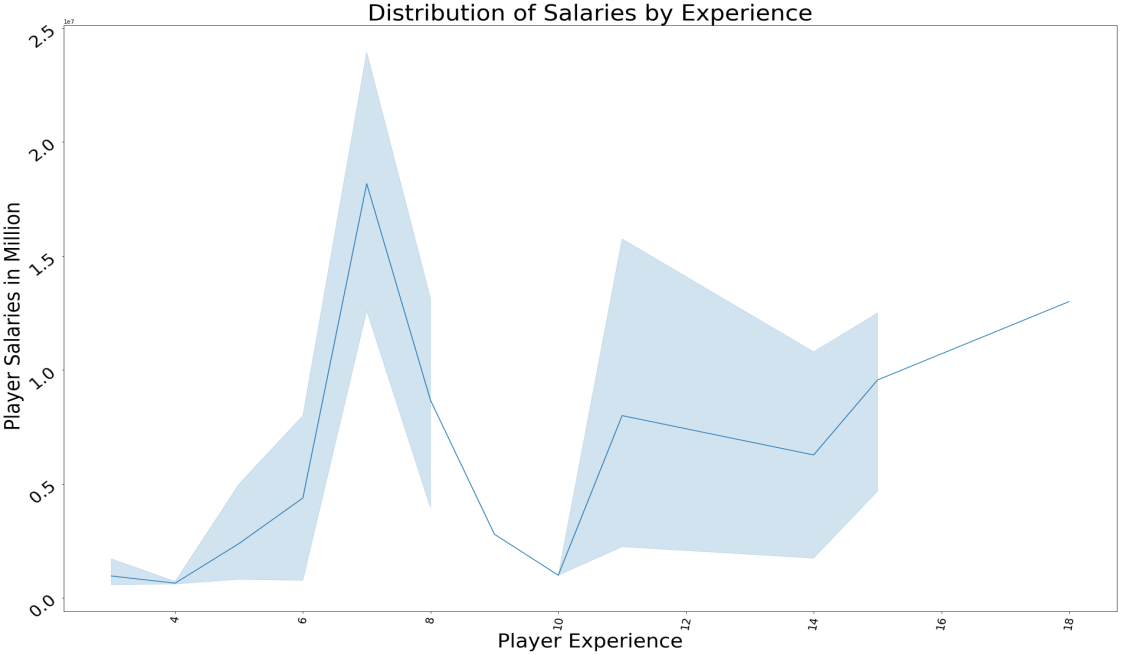 Distribution of Salaries by Experience
1e7
2.5
2.0
1.5
1.0
0.5
0.0
Player Salaries in Million
4 6 8 10 12 14 16 18
Player Experience